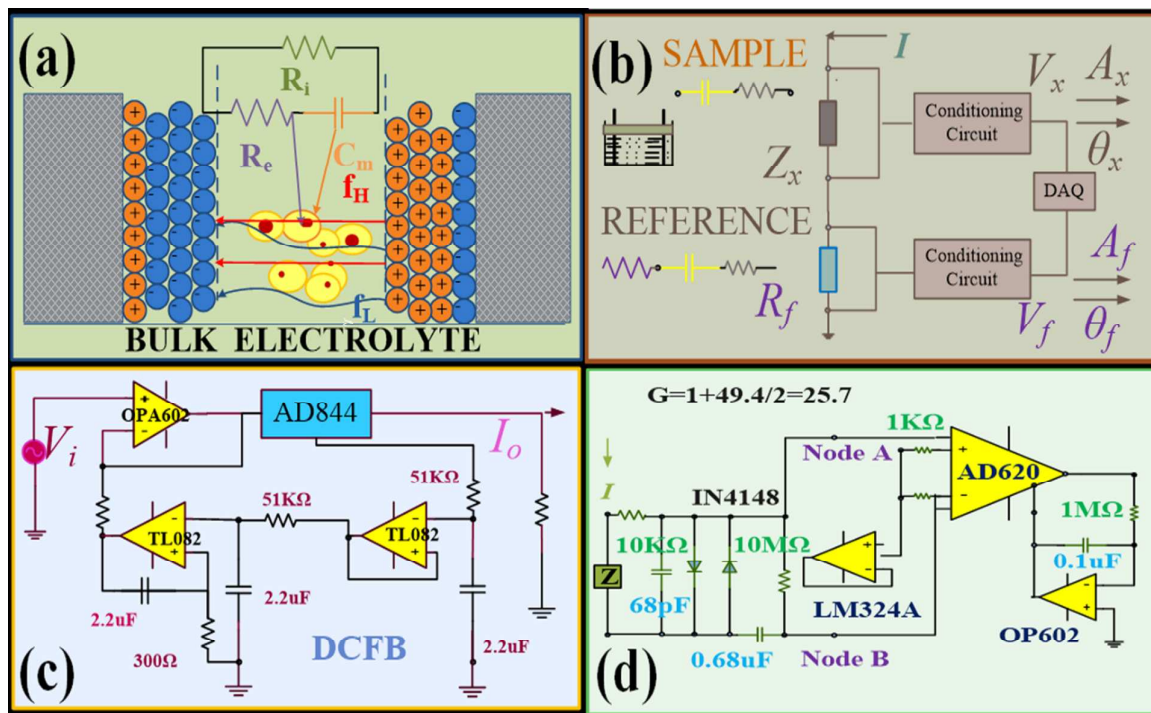 (a)
Ri
Re
Cm
fH
fL
BULK ELECTROLYTE
(b)
SAMPLE
I
Vx
Ax
θx
Zx
Conditioning
Circuit
DAQ
REFERENCE
Rf
Conditioning
Circuit
Vf
Af
θf
Vi
OPA602
AD844
Io
51KΩ
51KΩ
TL082
TL082
2.2uF
2.2uF
2.2uF
300Ω
DCFB
(c)
G=1+49.4/2=25.7
1KΩ
Node A
AD620
I
IN4148
1MΩ
10KΩ
10MΩ
0.1uF
Z
68pF
LM324A
OP602
0.68uF
Node B
(d)